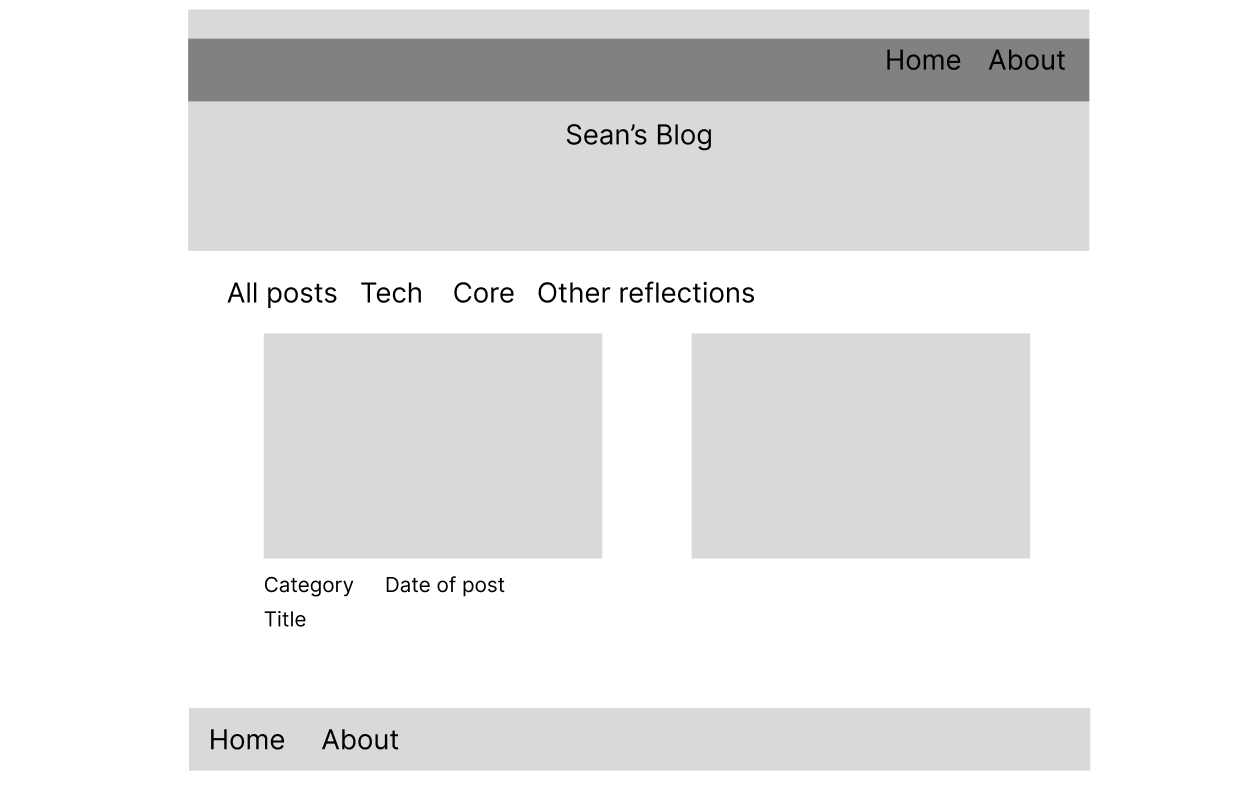 Home About
Sean’s Blog
All posts Tech Core Other reflections
Category Date of post
Title
Home About